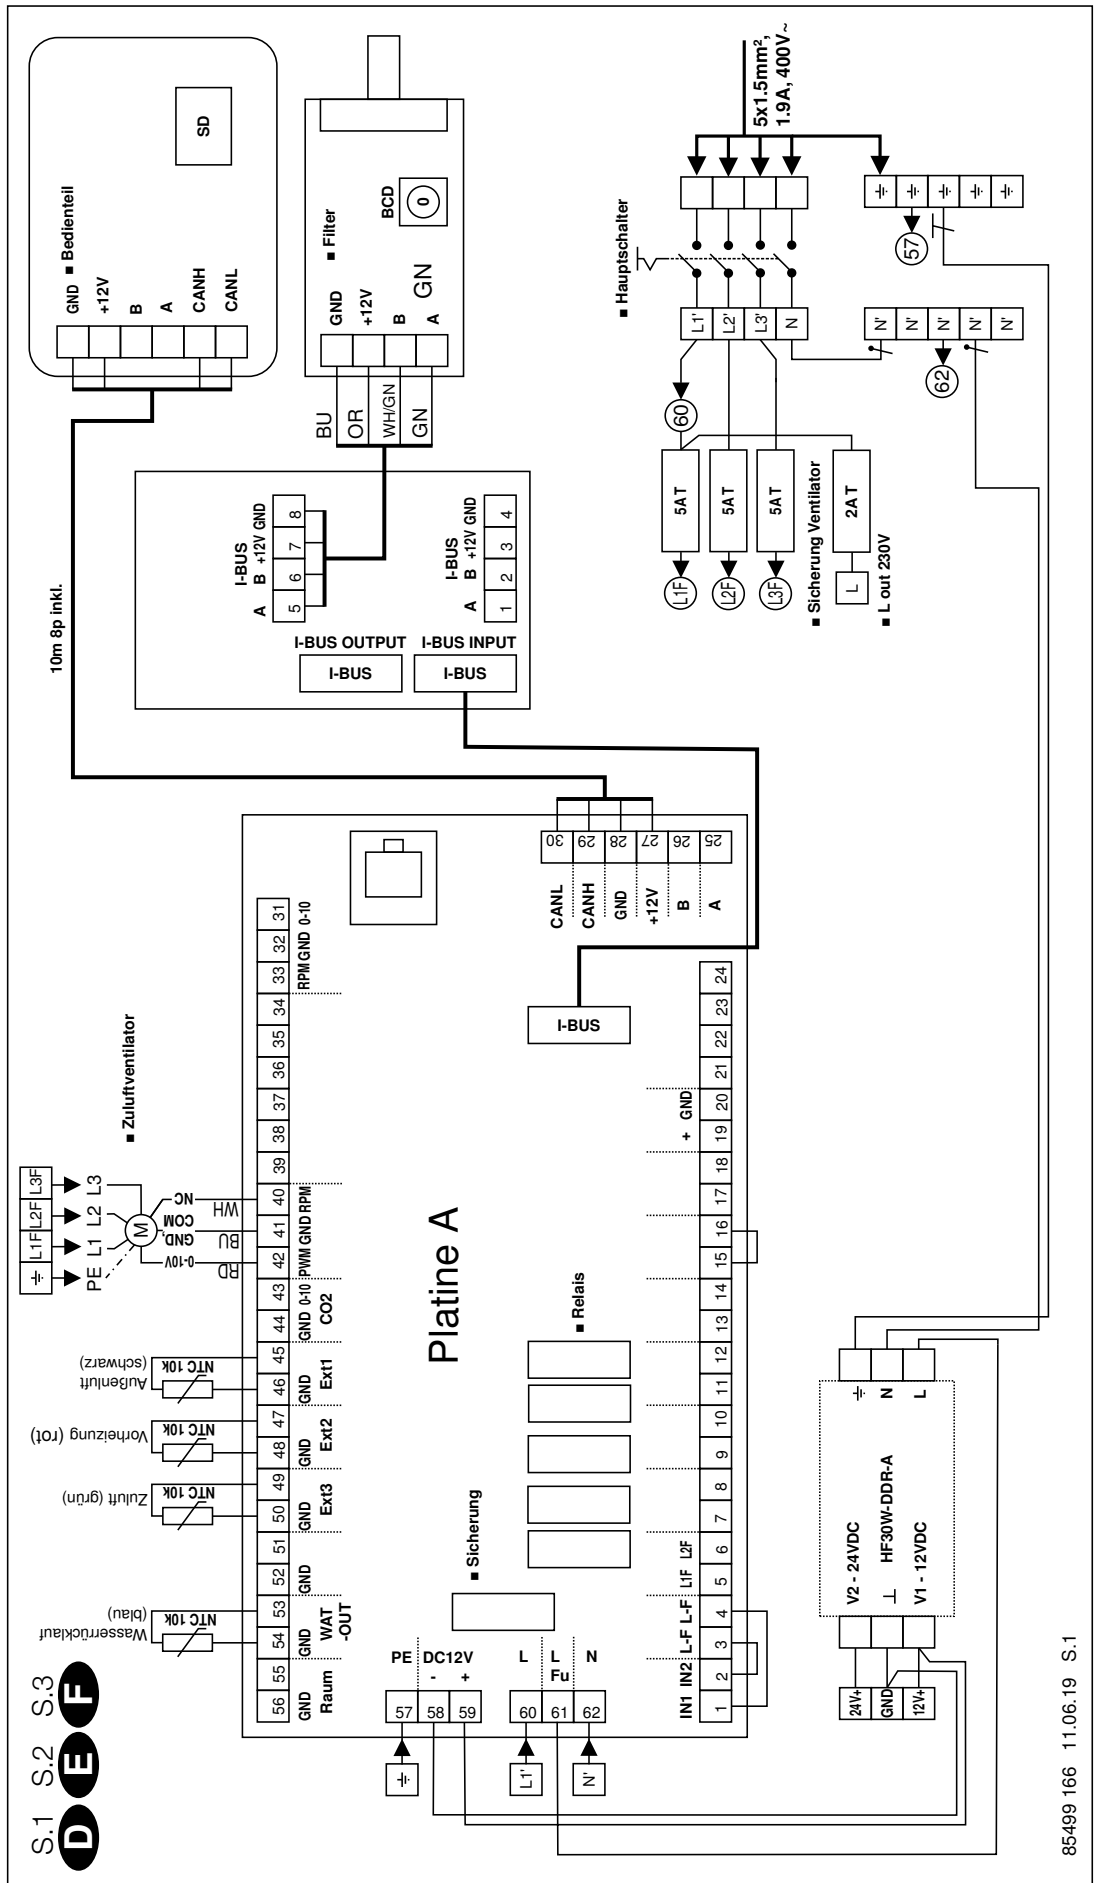 S.1 S.2 S.3
D E F
Wasserrücklauf
(blau)
NTC 10k
Zuluft (grün)
NTC 10k
Vorheizung (rot)
NTC 10k
Außenluft
(schwarz)
NTC 10k
L1F L2F L3F
PE L1 L2 L3
M
0-10V
GND, COM
NC
RD BU WH
■ Zuluftventilator
56 55 54 53 52 51 50 49 48 47 46 45 44 43 42 41 40 39 38 37 36 35 34 33 32 31
GND GND GND GND GND GND GND 0-10 PWM GND RPM RPM GND 0-10
Raum WAT -OUT Ext3 Ext2 Ext1 CO2
Platine A
PE DC12V L L N
- + Fu
57 58 59 60 61 62
L1' N'
■ Sicherung
■ Relais
I-BUS
IN1 IN2 L-F L-F L1F L2F + GND
1 2 3 4 5 6 7 8 9 10 11 12 13 14 15 16 17 18 19 20 21 22 23 24
CANL
CANH
GND
+12V
B
A
30
29
28
27
26
25
10m 8p inkl.
I-BUS OUTPUT
I-BUS
I-BUS INPUT
I-BUS
I-BUS
A B +12V GND
5 6 7 8
I-BUS
A B +12V GND
1 2 3 4
■ Bedienteil
GND
+12V
B
A
CANH
CANL
SD
BU
OR
WH/GN
GN
■ Filter
GND
+12V
B
A
GN
BCD
0
■ Hauptschalter
5x1.5mm²,
1.9A, 400V~
L1'
L2'
L3'
N
57
N' N' N' N' N'
62
60
5A T
5A T
5A T
L1F
L2F
L3F
■ Sicherung Ventilator
2A T
L
■ L out 230V
24V+
GND
12V+
V2 - 24VDC
⊥ HF30W-DDR-A
V1 - 12VDC
N
L
85499 166 11.06.19 S.1